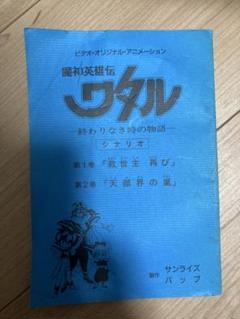 ビデオ・オリジナル・アニメーション
魔神英雄伝
ワタル
―終わりなき時の物語―
シナリオ
第1巻「救世主 再び」
第2巻「天部界の嵐」
製作 サンライズ
バップ